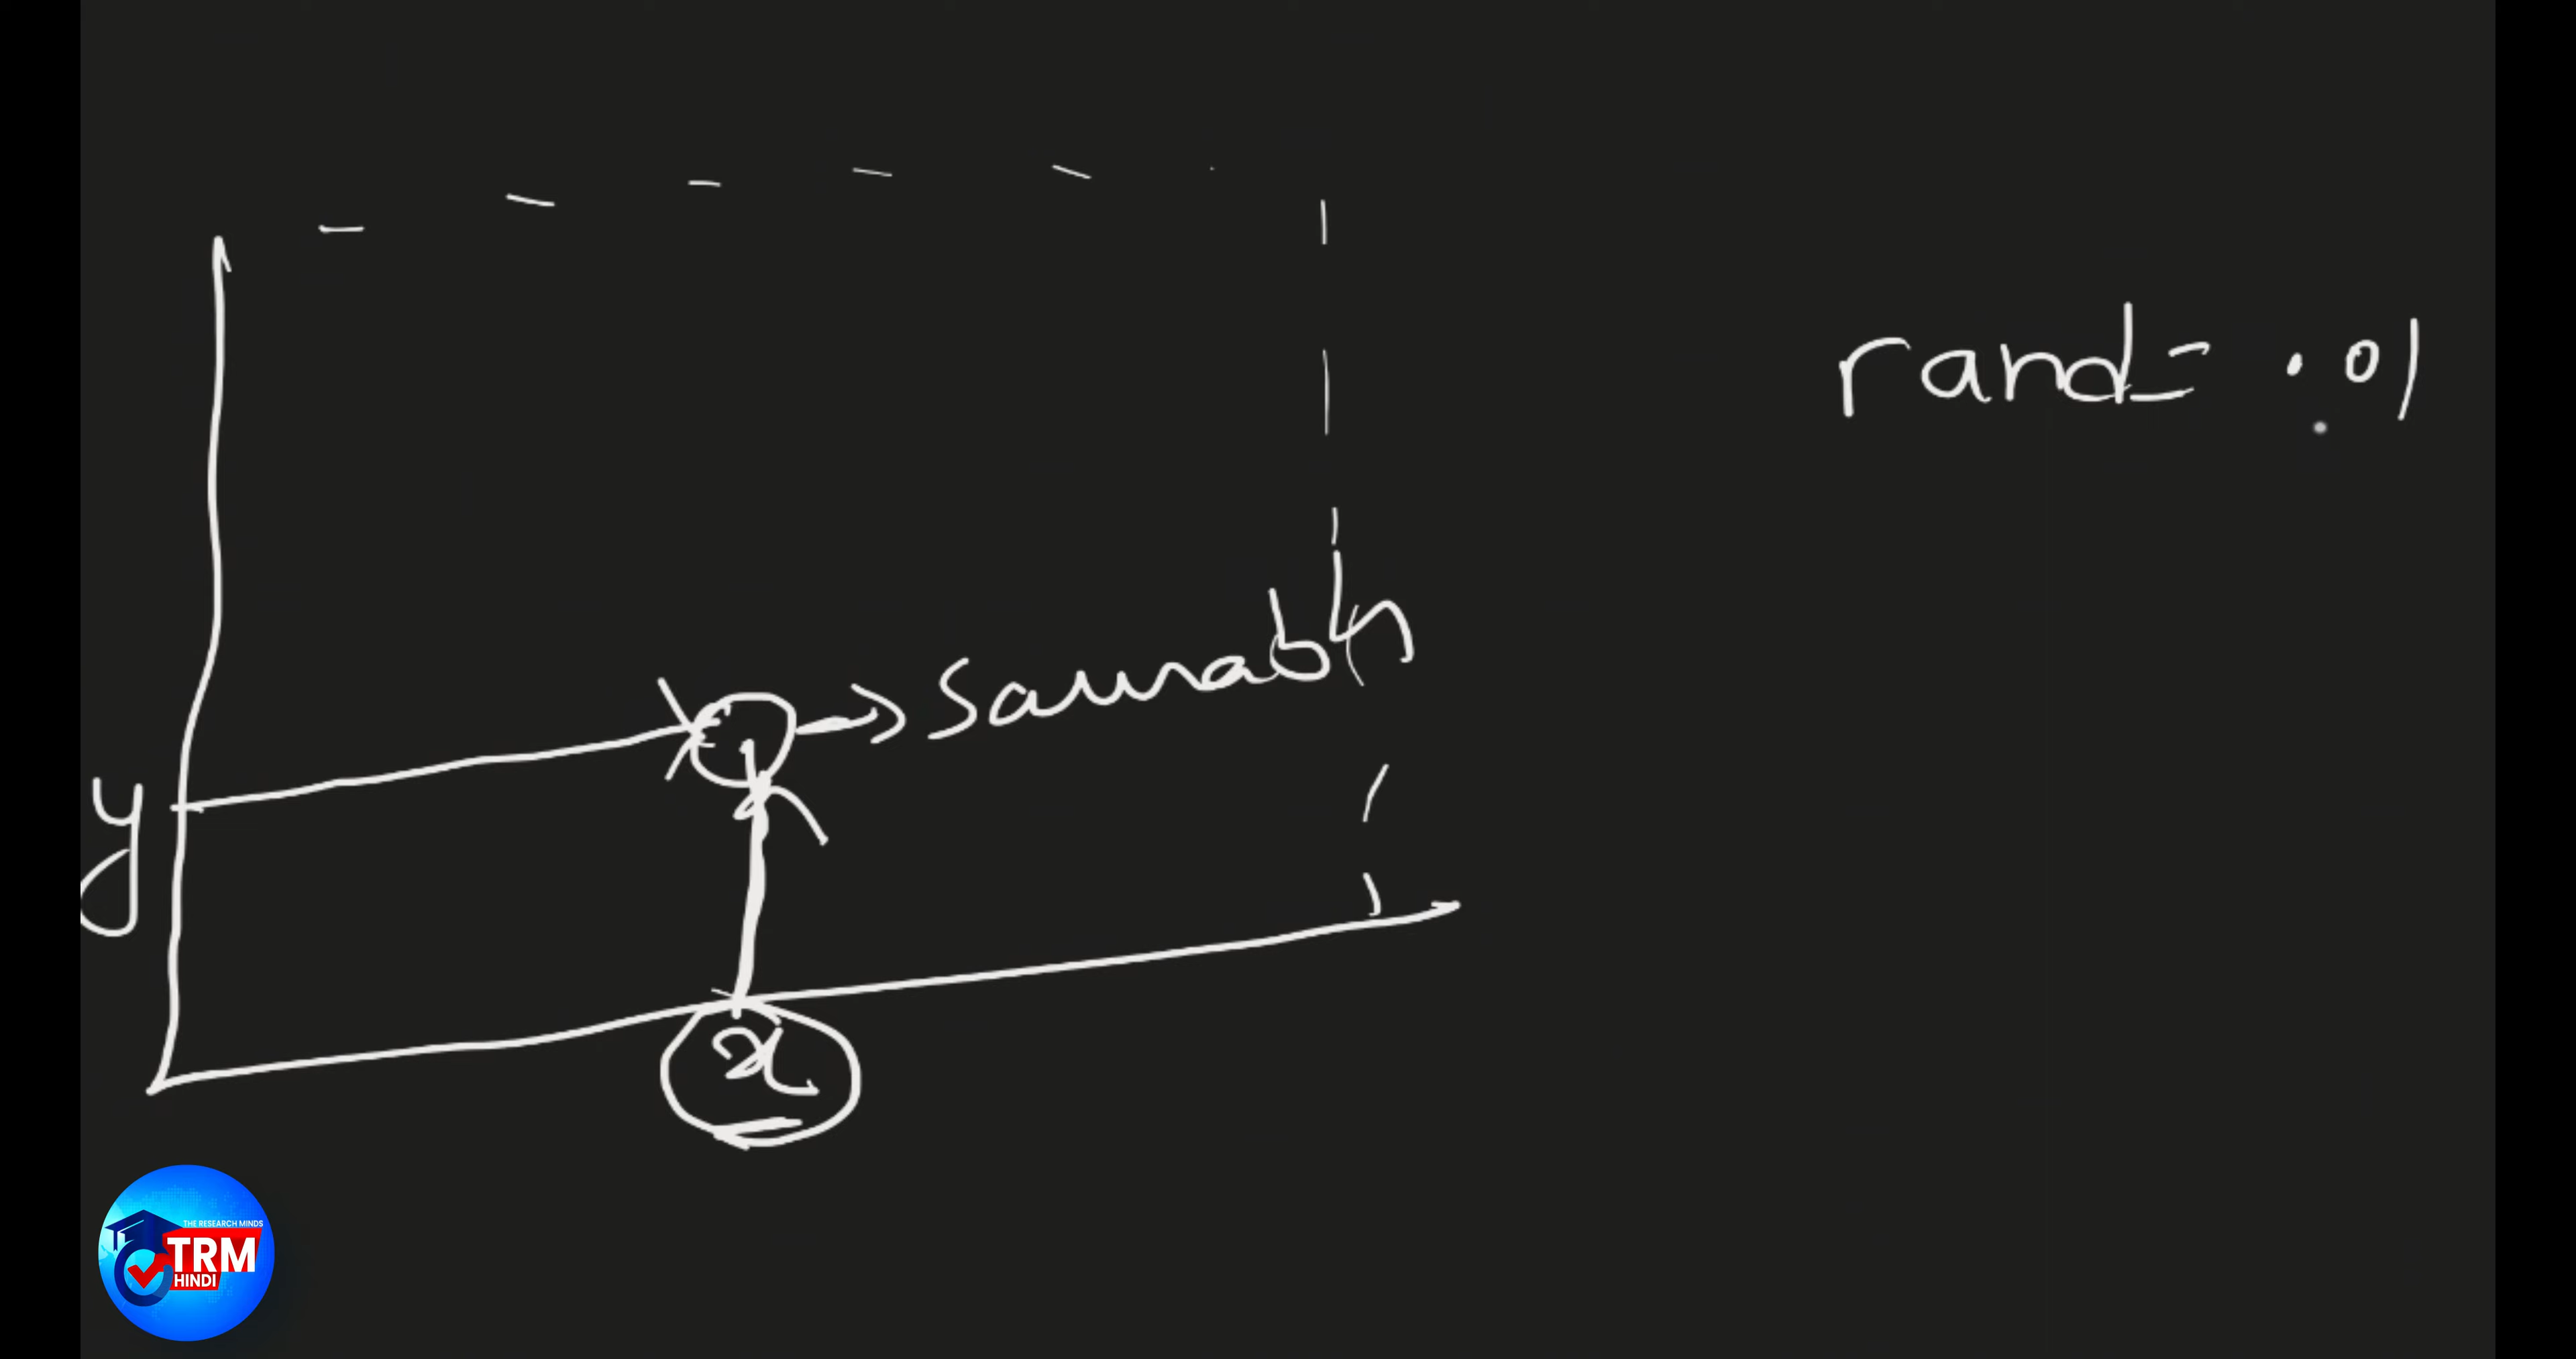 rand = .01
saurabh
y
x
THE RESEARCH MINDS
TRM
HINDI